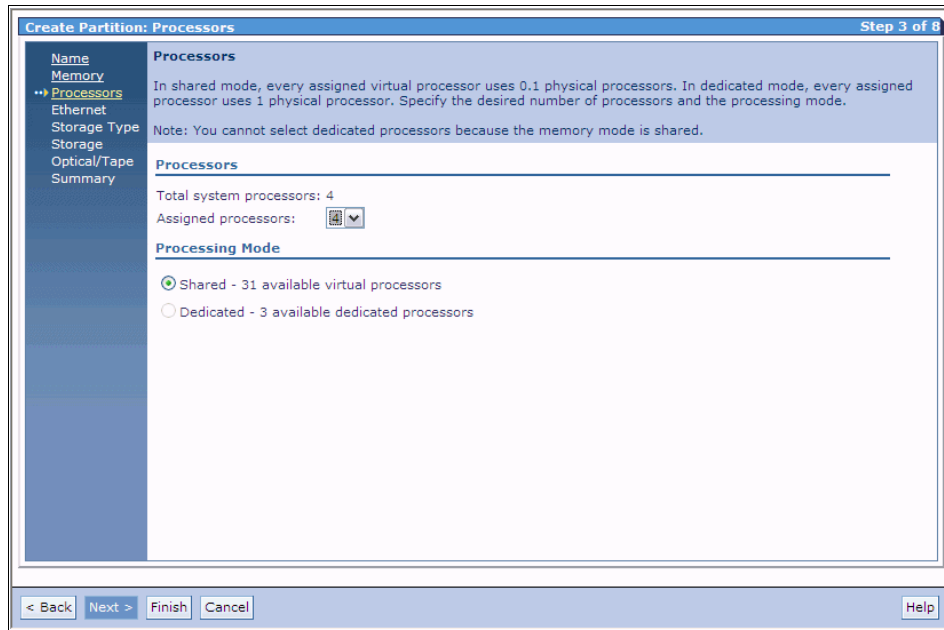 Create Partition: Processors
Step 3 of 8
Name
Memory
Processors
Ethernet
Storage Type
Storage
Optical/Tape
Summary
Processors
In shared mode, every assigned virtual processor uses 0.1 physical processors. In dedicated mode, every assigned
processor uses 1 physical processor. Specify the desired number of processors and the processing mode.
Note: You cannot select dedicated processors because the memory mode is shared.
Processors
Total system processors: 4
Assigned processors: 4
Processing Mode
Shared - 31 available virtual processors
Dedicated - 3 available dedicated processors
< Back Next > Finish Cancel Help